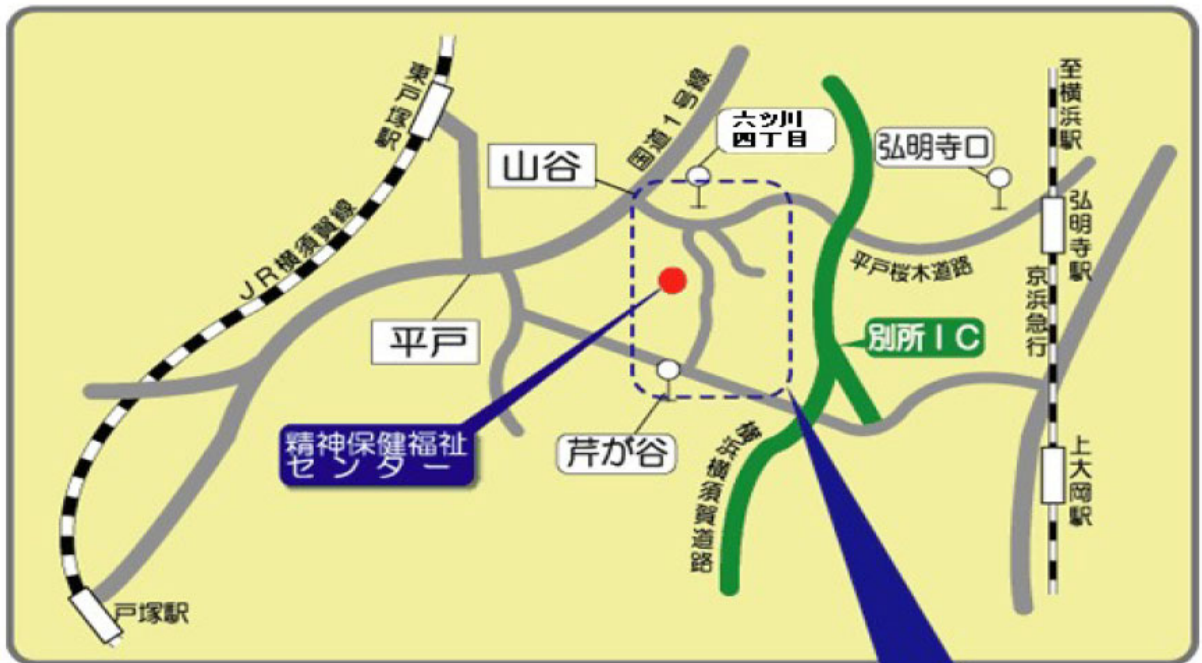 東戸塚駅
国道1号線
六ッ川
四丁目
至横浜駅
山谷
弘明寺口
弘明寺駅
JR横須賀線
平戸桜木道路
京浜急行
平戸
別所IC
精神保健福祉
センター
芹が谷
横浜横須賀道路
上大岡駅
戸塚駅